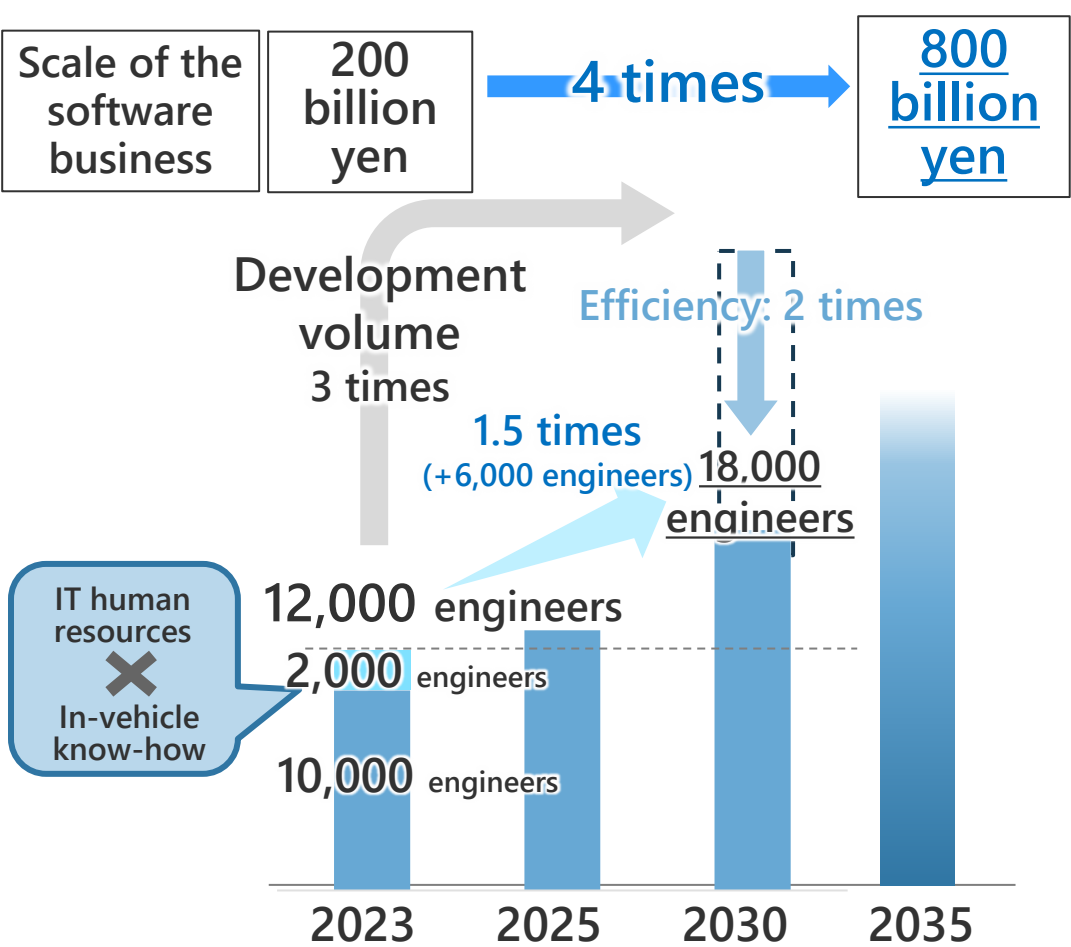 Scale of the
software
business
200
billion
yen
4 times
800
billion
yen
Development
volume
3 times
Efficiency: 2 times
1.5 times
(+6,000 engineers)
18,000
engineers
12,000 engineers
IT human
resources
In-vehicle
know-how
2,000 engineers
10,000 engineers
2023 2025 2030 2035